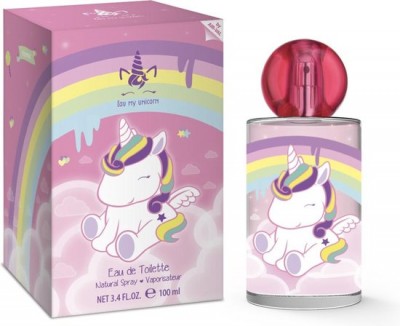 Eau my unicorn
Eau de Toilette
Natural Spray • Vaporisateur
NET 3.4 FL.OZ. e 100 ml